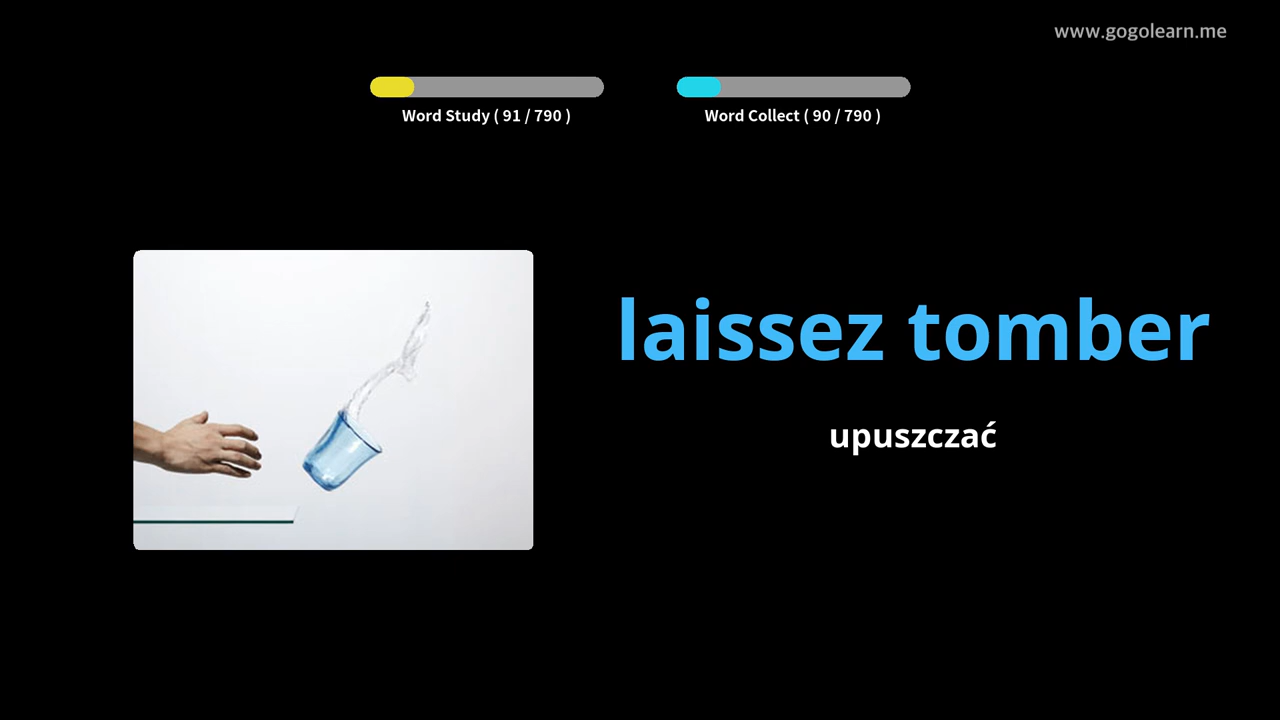 www.gogolearn.me
Word Study ( 91 / 790 )
Word Collect ( 90 / 790 )
laissez tomber
upuszczać